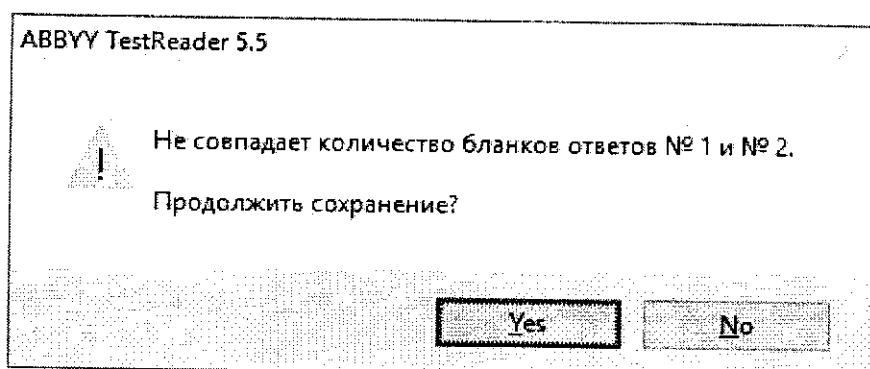 ABBYY TestReader 5.5
Не совпадает количество бланков ответов № 1 и № 2.
Продолжить сохранение?
Yes
No